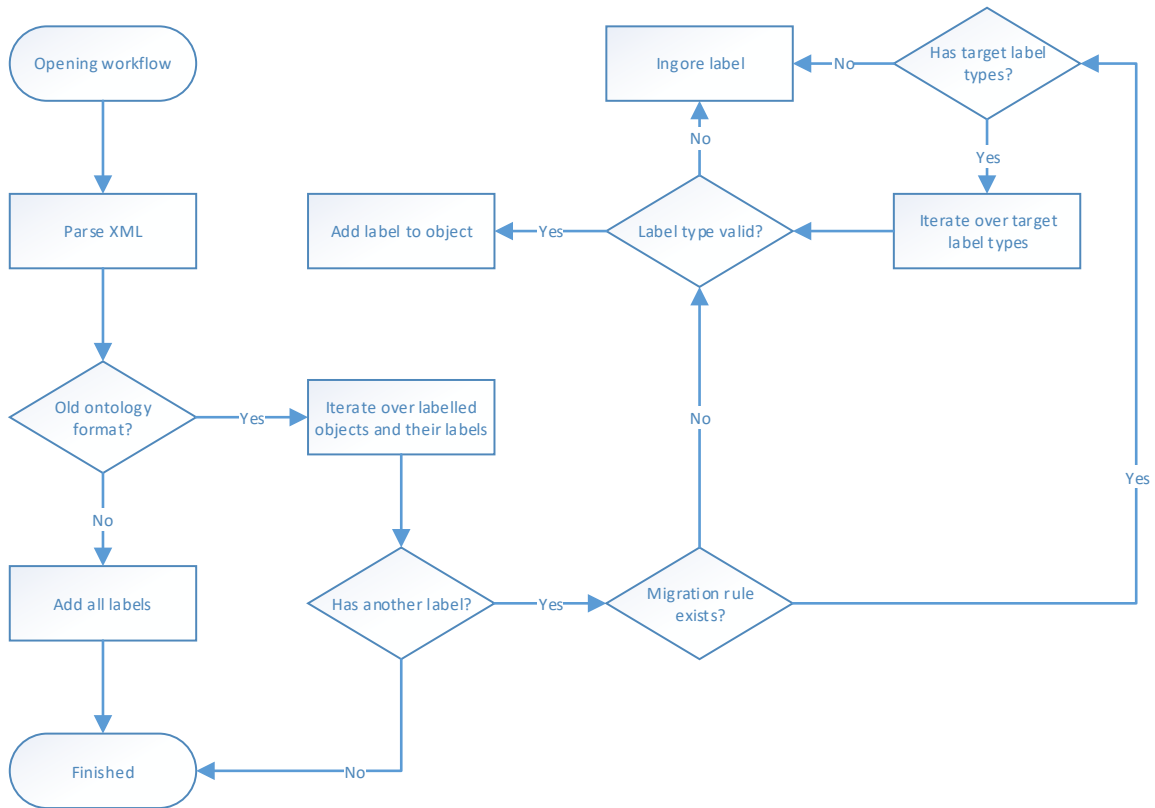 Opening workflow
Ingore label
No
Has target label
types?
No
Yes
Parse XML
Add label to object
Yes
Label type valid?
Iterate over target
label types
Old ontology
format?
Yes
Iterate over labelled
objects and their labels
No
Yes
No
Add all labels
Has another label?
Yes
Migration rule
exists?
Finished
No